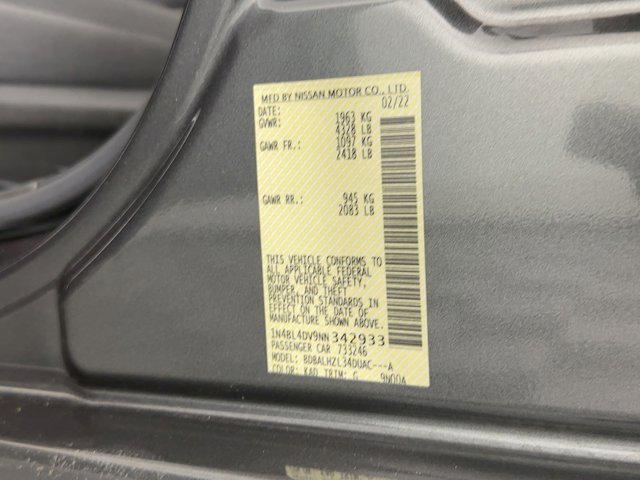 MFD BY NISSAN MOTOR CO., LTD.
DATE: 02/22
GVWR: 1963 KG
4328 LB
GAWR FR.: 1097 KG
2418 LB
GAWR RR.: 945 KG
2083 LB
THIS VEHICLE CONFORMS TO
ALL APPLICABLE FEDERAL
MOTOR VEHICLE SAFETY,
BUMPER, AND THEFT
PREVENTION STANDARDS IN
EFFECT ON THE DATE OF
MANUFACTURE SHOWN ABOVE.
1N4BL4DV9NN342933
PASSENGER CAR 733246
MODEL: BDBALHZL34DUAC---A
COLOR: KAD TRIM: G 9N00A